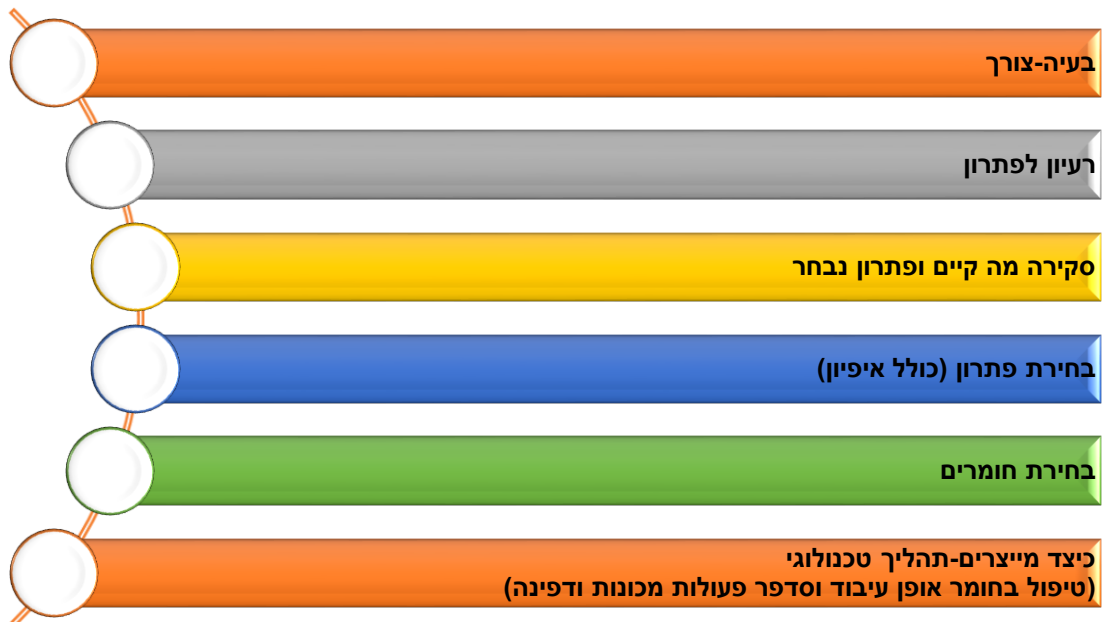 בעיה-צורך
רעיון לפתרון
סקירה מה קיים ופתרון נבחר
בחירת פתרון (כולל איפיון)
בחירת חומרים
כיצד מייצרים-תהליך טכנולוגי
(טיפול בחומר אופן עיבוד וסדפר פעולות מכונות ודפינה)